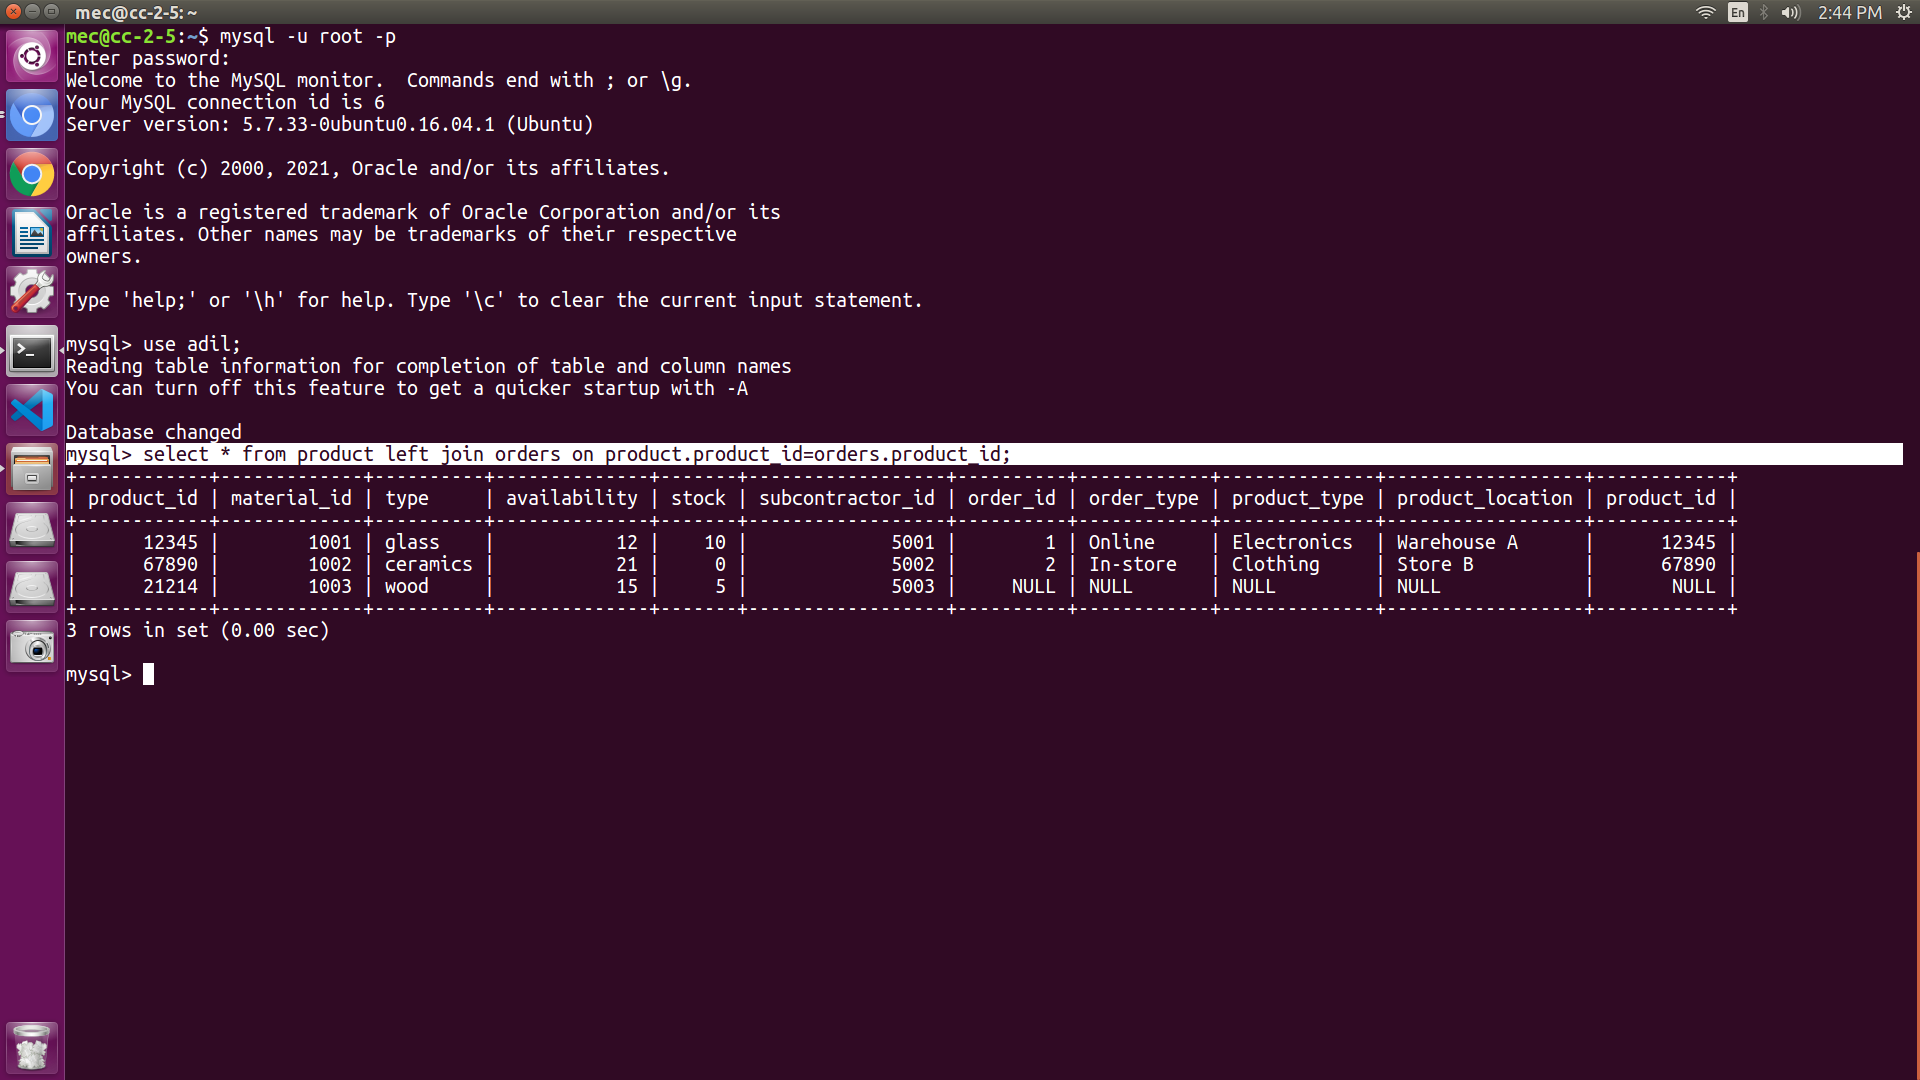 mec@cc-2-5: ~
En
2:44 PM
mec@cc-2-5:~$ mysql -u root -p
Enter password:
Welcome to the MySQL monitor.  Commands end with ; or \g.
Your MySQL connection id is 6
Server version: 5.7.33-0ubuntu0.16.04.1 (Ubuntu)
Copyright (c) 2000, 2021, Oracle and/or its affiliates.
Oracle is a registered trademark of Oracle Corporation and/or its
affiliates. Other names may be trademarks of their respective
owners.
Type 'help;' or '\h' for help. Type '\c' to clear the current input statement.
mysql> use adil;
Reading table information for completion of table and column names
You can turn off this feature to get a quicker startup with -A
Database changed
mysql> select * from product left join orders on product.product_id=orders.product_id;
+------------+-------------+----------+--------------+-------+------------------+----------+------------+--------------+------------------+------------+
| product_id | material_id | type     | availability | stock | subcontractor_id | order_id | order_type | product_type | product_location | product_id |
+------------+-------------+----------+--------------+-------+------------------+----------+------------+--------------+------------------+------------+
|      12345 |        1001 | glass    |           12 |    10 |             5001 |        1 | Online     | Electronics  | Warehouse A      |      12345 |
|      67890 |        1002 | ceramics |           21 |     0 |             5002 |        2 | In-store   | Clothing     | Store B          |      67890 |
|      21214 |        1003 | wood     |           15 |     5 |             5003 |     NULL | NULL       | NULL         | NULL             |       NULL |
+------------+-------------+----------+--------------+-------+------------------+----------+------------+--------------+------------------+------------+
3 rows in set (0.00 sec)
mysql>